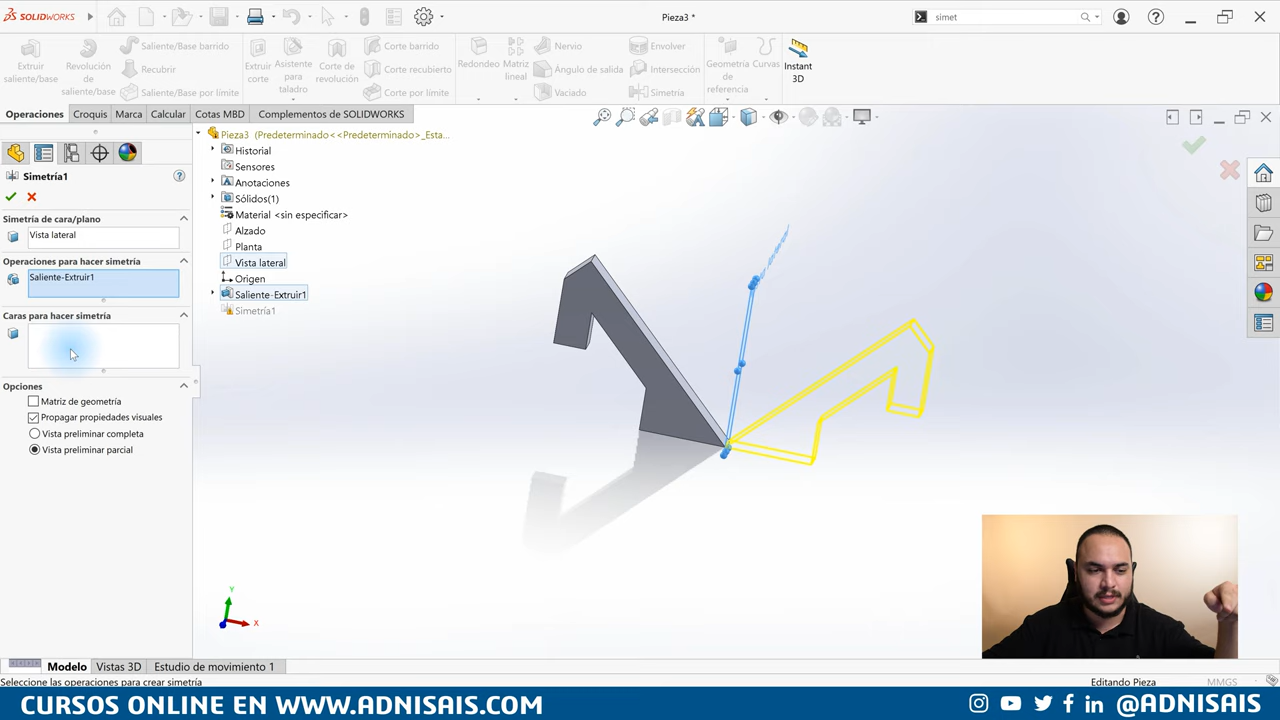 SOLIDWORKS
Pieza3 *
simet
Extruir saliente/base
Revolución de saliente/base
Saliente/Base barrido
Recubrir
Saliente/Base por límite
Extruir corte
Asistente para taladro
Corte de revolución
Corte barrido
Corte recubierto
Corte por límite
Redondeo
Matriz lineal
Nervio
Ángulo de salida
Vaciado
Envolver
Intersección
Simetría
Geometría de referencia
Curvas
Instant 3D
Operaciones
Croquis
Marca
Calcular
Cotas MBD
Complementos de SOLIDWORKS
Simetría1
Simetría de cara/plano
Vista lateral
Operaciones para hacer simetría
Saliente-Extruir1
Caras para hacer simetría
Opciones
Matriz de geometría
Propagar propiedades visuales
Vista preliminar completa
Vista preliminar parcial
Pieza3 (Predeterminado<<Predeterminado>_Esta...
Historial
Sensores
Anotaciones
Sólidos(1)
Material <sin especificar>
Alzado
Planta
Vista lateral
Origen
Saliente-Extruir1
Simetría1
Y
X
Modelo
Vistas 3D
Estudio de movimiento 1
Seleccione las operaciones para crear simetría
Editando Pieza
MMGS
CURSOS ONLINE EN WWW.ADNISAIS.COM
@ADNISAIS